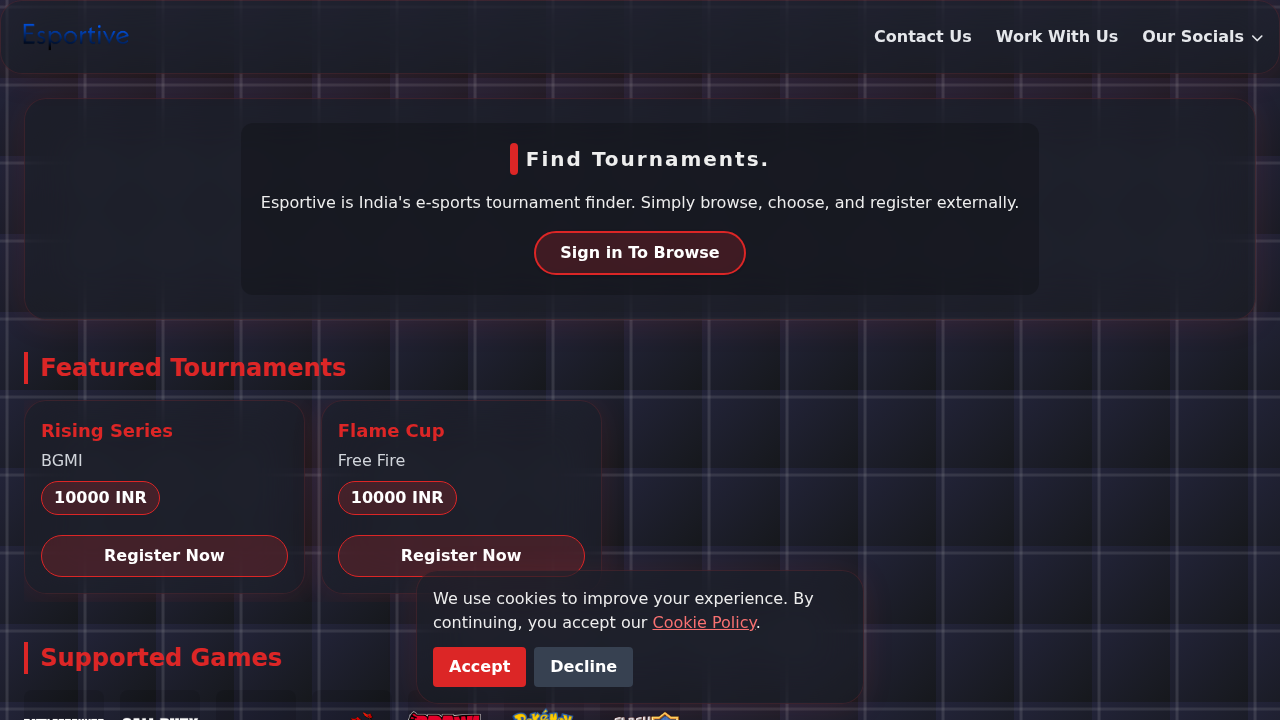 Esportive
Contact Us
Work With Us
Our Socials
Find Tournaments.
Esportive is India's e-sports tournament finder. Simply browse, choose, and register externally.
Sign in To Browse
Featured Tournaments
Rising Series
BGMI
10000 INR
Register Now
Flame Cup
Free Fire
10000 INR
Register Now
We use cookies to improve your experience. By
continuing, you accept our Cookie Policy.
Accept
Decline
Supported Games
Pokémon